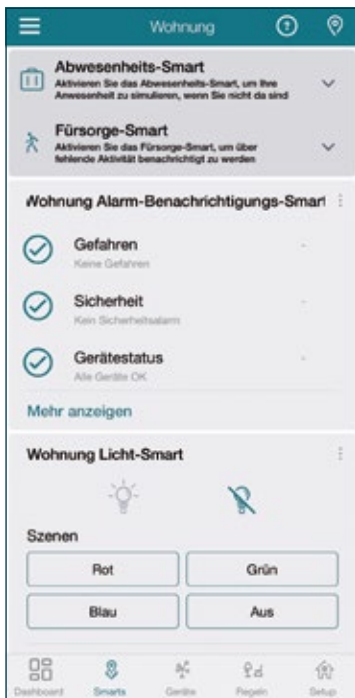 Wohnung
Abwesenheits-Smart
Aktivieren Sie das Abwesenheits-Smart, um Ihre
Anwesenheit zu simulieren, wenn Sie nicht da sind
Fürsorge-Smart
Aktivieren Sie das Fürsorge-Smart, um über
fehlende Aktivität benachrichtigt zu werden
Wohnung Alarm-Benachrichtigungs-Smart
Gefahren
-
Keine Gefahren
Sicherheit
-
Kein Sicherheitsalarm
Gerätestatus
-
Alle Geräte OK
Mehr anzeigen
Wohnung Licht-Smart
Szenen
Rot
Grün
Blau
Aus
Dashboard Smarts Geräte Regeln Setup